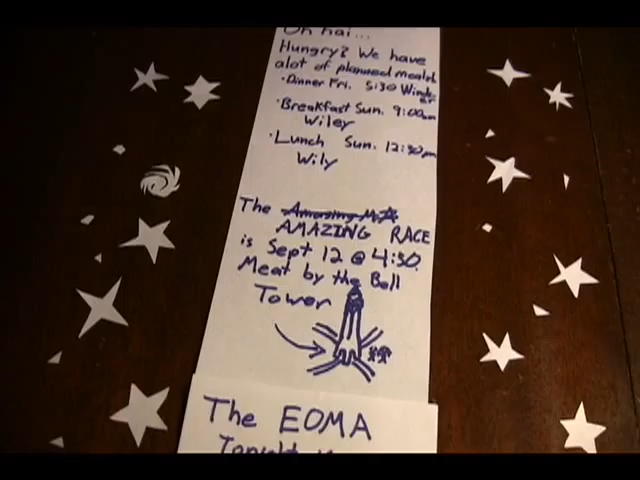 Oh hai...
Hungry? We have
alot of planned meals
·Dinner Fri. 5:30
·Breakfast Sun. 9:00am
Wiley
·Lunch Sun. 12:30pm
Wily
The
AMAZING RACE
is Sept 12 @ 4:30.
Meat by the Bell
Tower
The EOMA